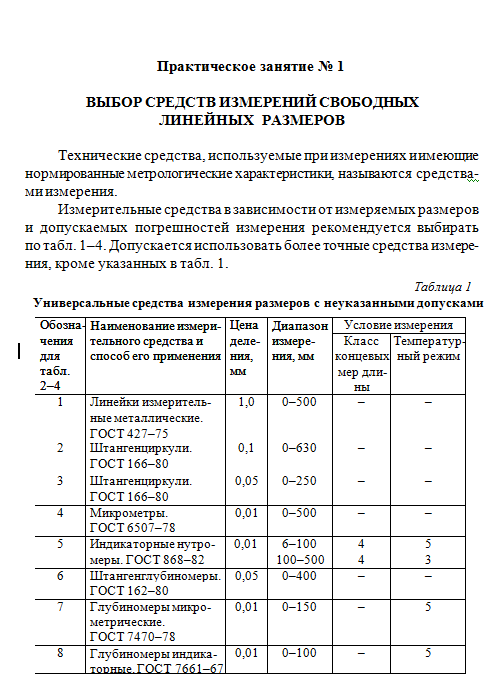 Практическое занятие № 1
ВЫБОР СРЕДСТВ ИЗМЕРЕНИЙ СВОБОДНЫХ
ЛИНЕЙНЫХ РАЗМЕРОВ
Технические средства, используемые при измерениях и имеющие
нормированные метрологические характеристики, называются средства-
ми измерения.
Измерительные средства в зависимости от измеряемых размеров
и допускаемых погрешностей измерения рекомендуется выбирать
по табл. 1–4. Допускается использовать более точные средства измере-
ния, кроме указанных в табл. 1.
Таблица 1
Универсальные средства измерения размеров с неуказанными допусками
Обозна- Наименование измери- Цена Диапазон Условие измерения
чения тельного средства и деле- измере- Класс Температур-
для способ его применения ния, ния, мм концевых ный режим
табл. мм мер дли-
2–4 ны
1 Линейки измеритель- 1,0 0–500 – –
ные металлические.
ГОСТ 427–75
2 Штангенциркули. 0,1 0–630 – –
ГОСТ 166–80
3 Штангенциркули. 0,05 0–250 – –
ГОСТ 166–80
4 Микрометры. 0,01 0–500 – –
ГОСТ 6507–78
5 Индикаторные нутро- 0,01 6–100 4 5
меры. ГОСТ 868–82 100–500 4 3
6 Штангенглубиномеры. 0,05 0–400 – –
ГОСТ 162–80
7 Глубиномеры микро- 0,01 0–150 – 5
метрические.
ГОСТ 7470–78
8 Глубиномеры индика- 0,01 0–100 – 5
торные. ГОСТ 7661–67